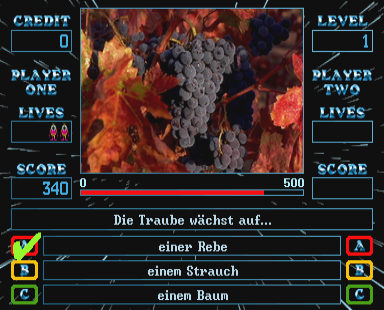 CREDIT
0
PLAYER
ONE
LIVES
SCORE
340
LEVEL
1
PLAYER
TWO
LIVES
SCORE
0 500
Die Traube wächst auf...
einer Rebe A
B einem Strauch B
C einem Baum C